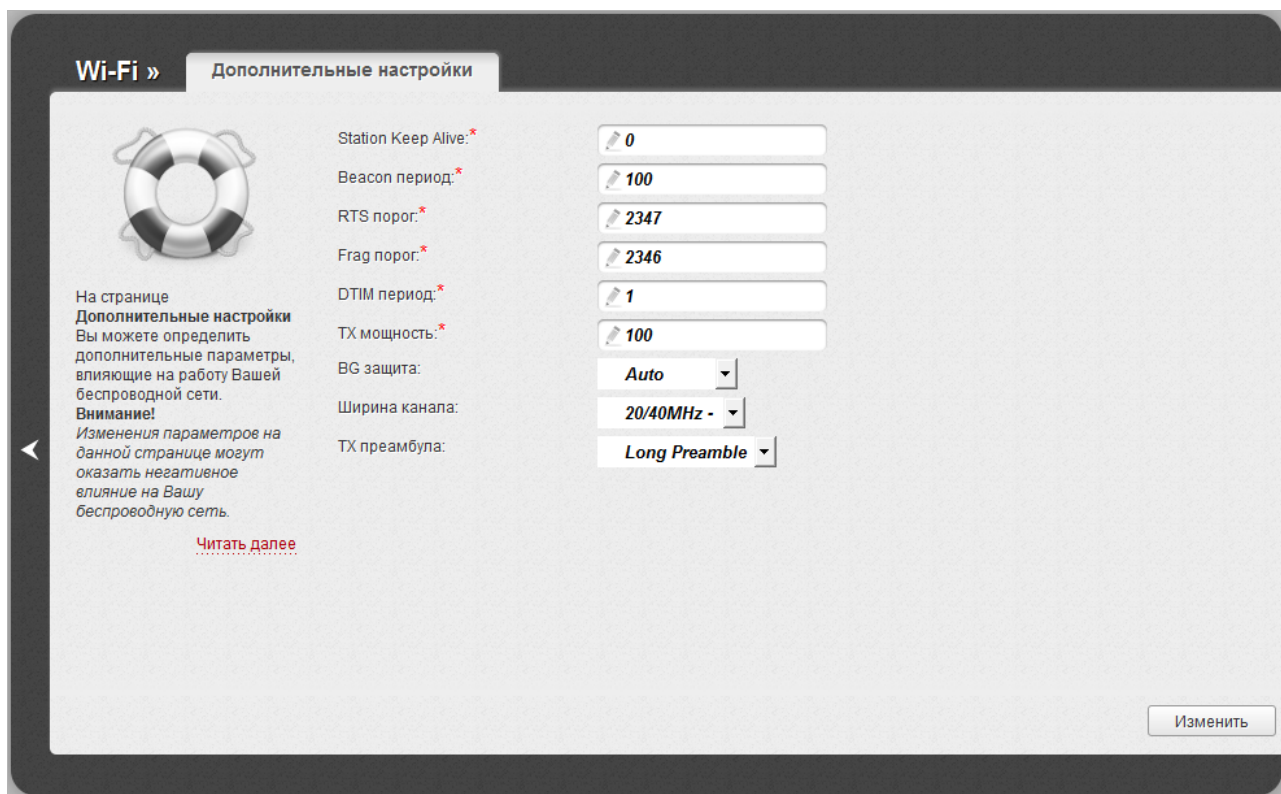 Wi-Fi »
Дополнительные настройки
На странице
Дополнительные настройки
Вы можете определить
дополнительные параметры,
влияющие на работу Вашей
беспроводной сети.
Внимание!
Изменения параметров на
данной странице могут
оказать негативное
влияние на Вашу
беспроводную сеть.
Читать далее
Station Keep Alive:* 0
Beacon период:* 100
RTS порог:* 2347
Frag порог:* 2346
DTIM период:* 1
TX мощность:* 100
BG защита: Auto
Ширина канала: 20/40MHz -
TX преамбула: Long Preamble
Изменить